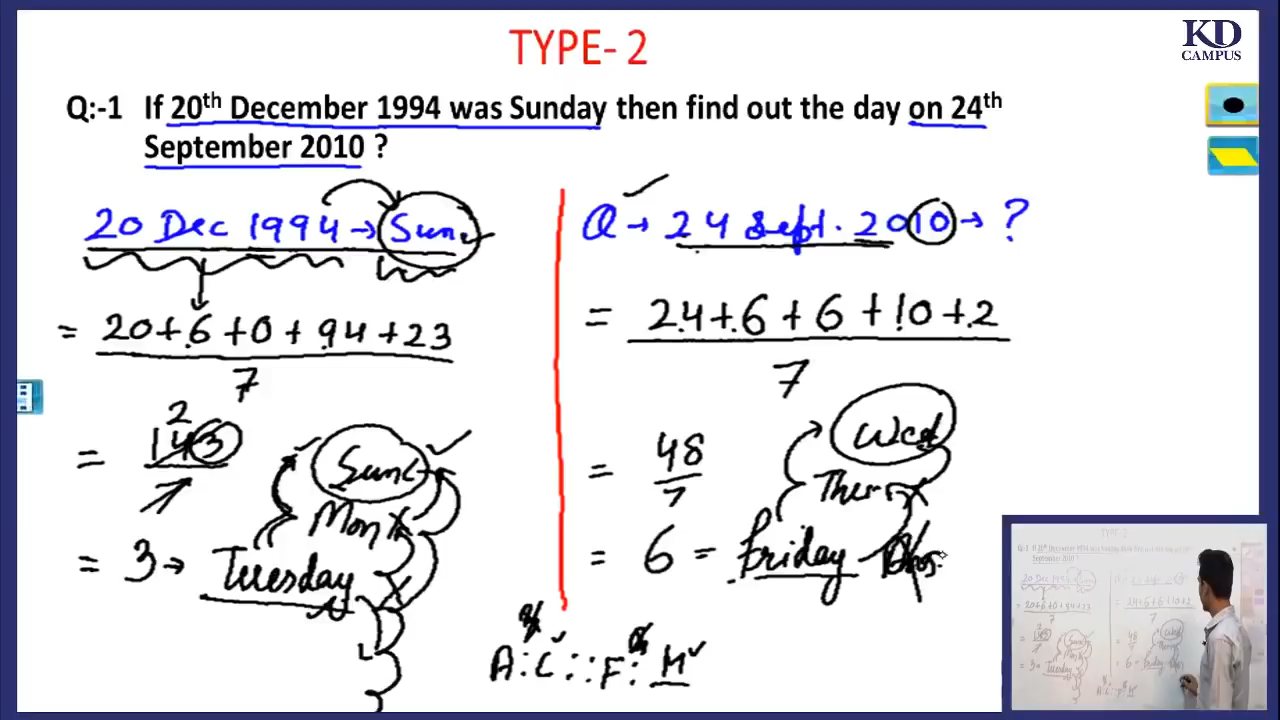 TYPE- 2
KD
CAMPUS
Q:-1 If 20th December 1994 was Sunday then find out the day on 24th
September 2010 ?
20 Dec 1994 → Sun
= 20+6+0+94+23
7
2
= 143
7
Sun
Mon
= 3 → Tuesday
Q → 24 Sept. 2010 → ?
= 24+6+6+10+2
7
= 48
7
Wed
= 6 = Friday
A : C :: F : H